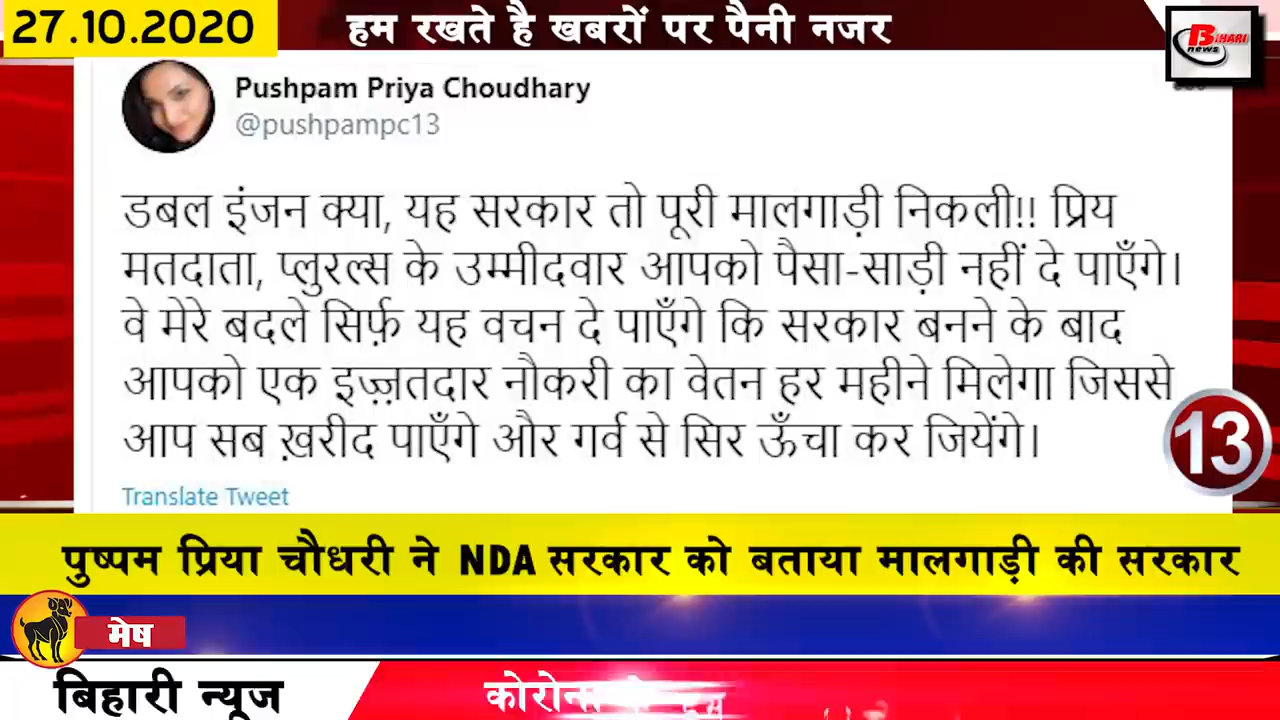 27.10.2020
हम रखते है खबरों पर पैनी नजर
BIHARI
news
Pushpam Priya Choudhary
@pushpampc13
डबल इंजन क्या, यह सरकार तो पूरी मालगाड़ी निकली!! प्रिय
मतदाता, प्लुरल्स के उम्मीदवार आपको पैसा-साड़ी नहीं दे पाएँगे।
वे मेरे बदले सिर्फ़ यह वचन दे पाएँगे कि सरकार बनने के बाद
आपको एक इज़्ज़तदार नौकरी का वेतन हर महीने मिलेगा जिससे
आप सब ख़रीद पाएँगे और गर्व से सिर ऊँचा कर जियेंगे।
13
Translate Tweet
पुष्पम प्रिया चौधरी ने NDA सरकार को बताया मालगाड़ी की सरकार
मेष
बिहारी न्यूज
कोरोना